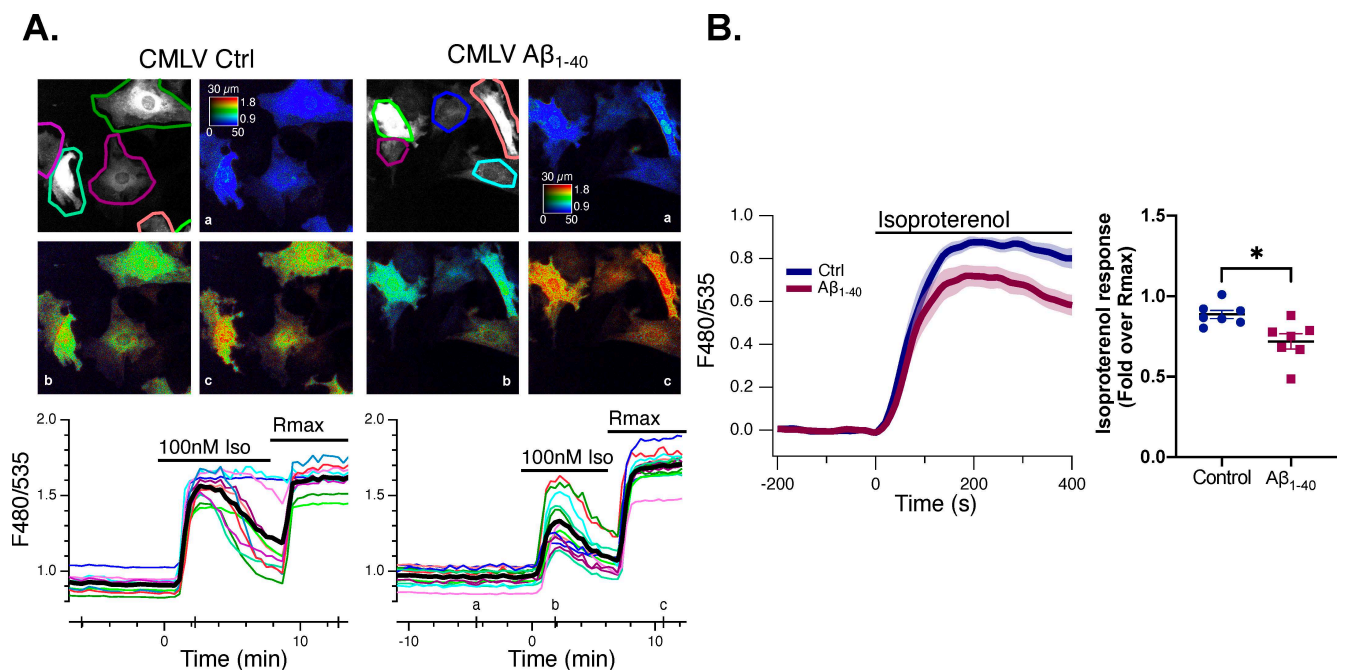 A.
B.
CMLV Ctrl
CMLV Aβ1-40
30 µm
1.8
0.9
0
50
a
30 µm
1.8
0.9
0
50
a
b
c
b
c
F480/535
2.0
1.5
1.0
100nM Iso
Rmax
0
10
Time (min)
2.0
1.5
1.0
100nM Iso
Rmax
a
b
c
-10
0
10
Time (min)
F480/535
1.0
0.8
0.6
0.4
0.2
0.0
Isoproterenol
Ctrl
Aβ1-40
-200
0
200
400
Time (s)
Isoproterenol response
(Fold over Rmax)
1.5
1.0
0.5
0.0
*
Control
Aβ1-40